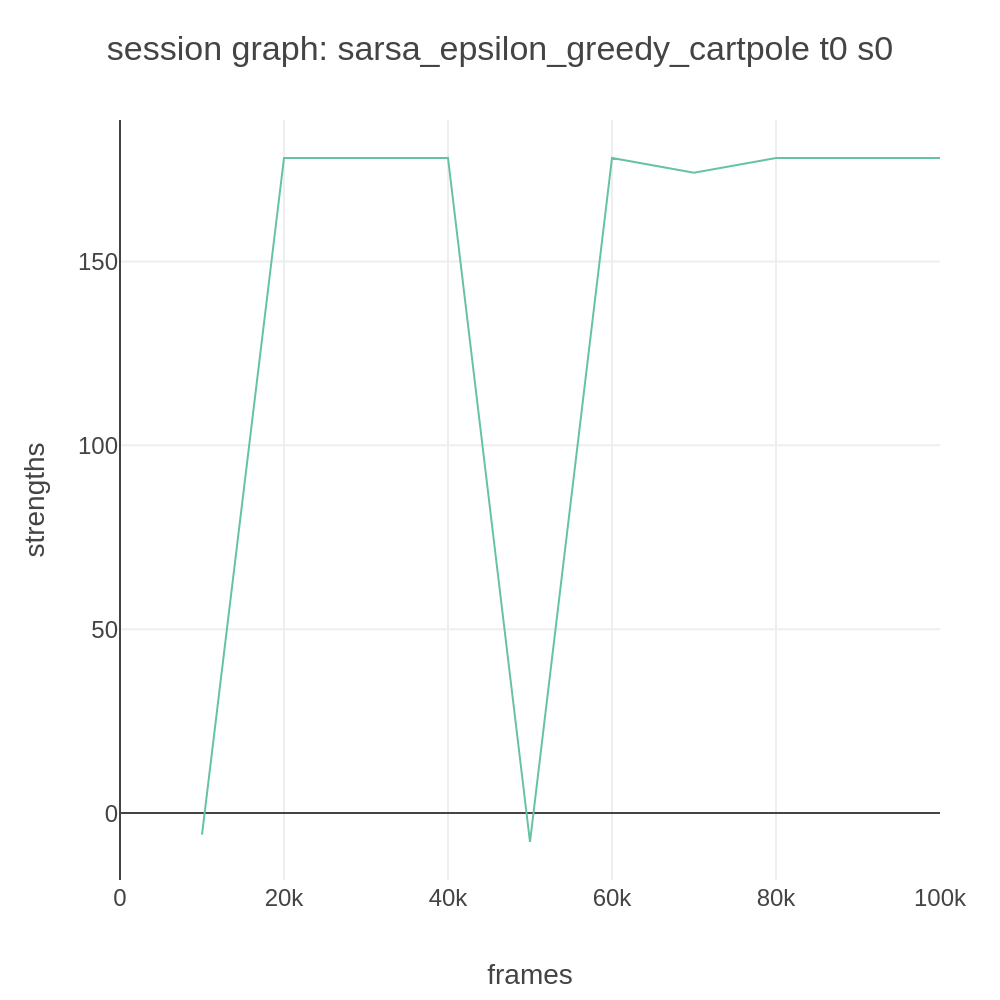 session graph: sarsa_epsilon_greedy_cartpole t0 s0
strengths
150
100
50
0
0
20k
40k
60k
80k
100k
frames